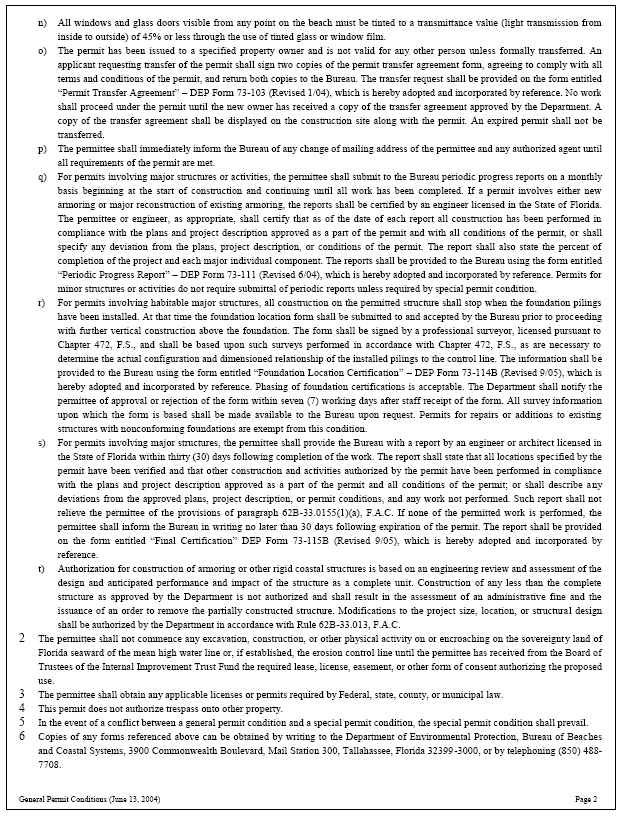 n) All windows and glass doors visible from any point on the beach must be tinted to a transmittance value (light transmission from
inside to outside) of 45% or less through the use of tinted glass or window film.
o) The permit has been issued to a specified property owner and is not valid for any other person unless formally transferred. An
applicant requesting transfer of the permit shall sign two copies of the permit transfer agreement form, agreeing to comply with all
terms and conditions of the permit, and return both copies to the Bureau. The transfer request shall be provided on the form entitled
“Permit Transfer Agreement” – DEP Form 73-103 (Revised 1/04), which is hereby adopted and incorporated by reference. No work
shall proceed under the permit until the new owner has received a copy of the transfer agreement approved by the Department. A
copy of the transfer agreement shall be displayed on the construction site along with the permit. An expired permit shall not be
transferred.
p) The permittee shall immediately inform the Bureau of any change of mailing address of the permittee and any authorized agent until
all requirements of the permit are met.
q) For permits involving major structures or activities, the permittee shall submit to the Bureau periodic progress reports on a monthly
basis beginning at the start of construction and continuing until all work has been completed. If a permit involves either new
armoring or major reconstruction of existing armoring, the reports shall be certified by an engineer licensed in the State of Florida.
The permittee or engineer, as appropriate, shall certify that as of the date of each report all construction has been performed in
compliance with the plans and project description approved as a part of the permit and with all conditions of the permit, or shall
specify any deviation from the plans, project description, or conditions of the permit. The report shall also state the percent of
completion of the project and each major individual component. The reports shall be provided to the Bureau using the form entitled
“Periodic Progress Report” – DEP Form 73-111 (Revised 6/04), which is hereby adopted and incorporated by reference. Permits for
minor structures or activities do not require submittal of periodic reports unless required by special permit condition.
r) For permits involving habitable major structures, all construction on the permitted structure shall stop when the foundation pilings
have been installed. At that time the foundation location form shall be submitted to and accepted by the Bureau prior to proceeding
with further vertical construction above the foundation. The form shall be signed by a professional surveyor, licensed pursuant to
Chapter 472, F.S., and shall be based upon such surveys performed in accordance with Chapter 472, F.S., as are necessary to
determine the actual configuration and dimensioned relationship of the installed pilings to the control line. The information shall be
provided to the Bureau using the form entitled “Foundation Location Certification” – DEP Form 73-114B (Revised 9/05), which is
hereby adopted and incorporated by reference. Phasing of foundation certifications is acceptable. The Department shall notify the
permittee of approval or rejection of the form within seven (7) working days after staff receipt of the form. All survey information
upon which the form is based shall be made available to the Bureau upon request. Permits for repairs or additions to existing
structures with nonconforming foundations are exempt from this condition.
s) For permits involving major structures, the permittee shall provide the Bureau with a report by an engineer or architect licensed in
the State of Florida within thirty (30) days following completion of the work. The report shall state that all locations specified by the
permit have been verified and that other construction and activities authorized by the permit have been performed in compliance
with the plans and project description approved as a part of the permit and all conditions of the permit; or shall describe any
deviations from the approved plans, project description, or permit conditions, and any work not performed. Such report shall not
relieve the permittee of the provisions of paragraph 62B-33.0155(1)(a), F.A.C. If none of the permitted work is performed, the
permittee shall inform the Bureau in writing no later than 30 days following expiration of the permit. The report shall be provided
on the form entitled “Final Certification” DEP Form 73-115B (Revised 9/05), which is hereby adopted and incorporated by
reference.
t) Authorization for construction of armoring or other rigid coastal structures is based on an engineering review and assessment of the
design and anticipated performance and impact of the structure as a complete unit. Construction of any less than the complete
structure as approved by the Department is not authorized and shall result in the assessment of an administrative fine and the
issuance of an order to remove the partially constructed structure. Modifications to the project size, location, or structural design
shall be authorized by the Department in accordance with Rule 62B-33.013, F.A.C.
2 The permittee shall not commence any excavation, construction, or other physical activity on or encroaching on the sovereignty land of
Florida seaward of the mean high water line or, if established, the erosion control line until the permittee has received from the Board of
Trustees of the Internal Improvement Trust Fund the required lease, license, easement, or other form of consent authorizing the proposed
use.
3 The permittee shall obtain any applicable licenses or permits required by Federal, state, county, or municipal law.
4 This permit does not authorize trespass onto other property.
5 In the event of a conflict between a general permit condition and a special permit condition, the special permit condition shall prevail.
6 Copies of any forms referenced above can be obtained by writing to the Department of Environmental Protection, Bureau of Beaches
and Coastal Systems, 3900 Commonwealth Boulevard, Mail Station 300, Tallahassee, Florida 32399-3000, or by telephoning (850) 488-
7708.
General Permit Conditions (June 13, 2004) Page 2